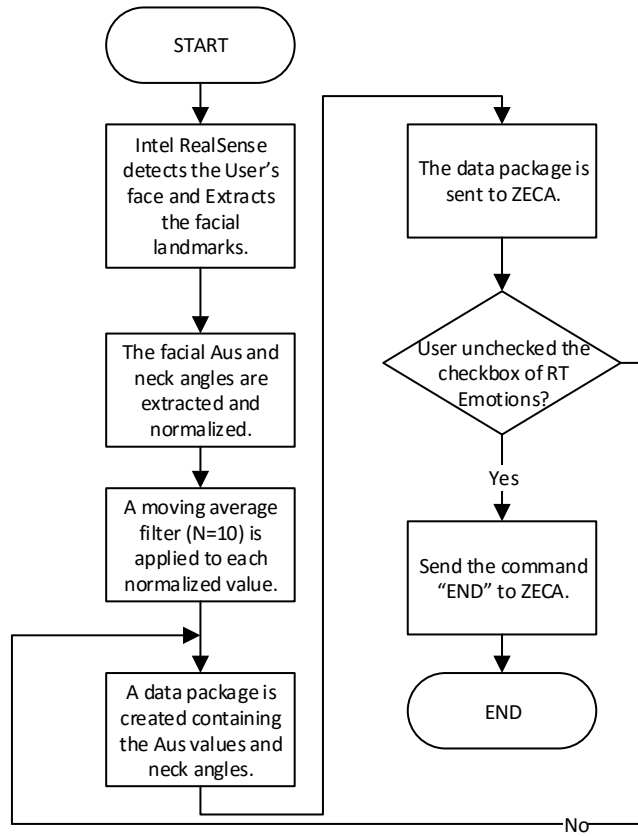 START
Intel RealSense
detects the User's
face and Extracts
the facial
landmarks.
The facial Aus and
neck angles are
extracted and
normalized.
A moving average
filter (N=10) is
applied to each
normalized value.
A data package is
created containing
the Aus values and
neck angles.
The data package is
sent to ZECA.
User unchecked the
checkbox of RT
Emotions?
Yes
Send the command
“END” to ZECA.
END
No